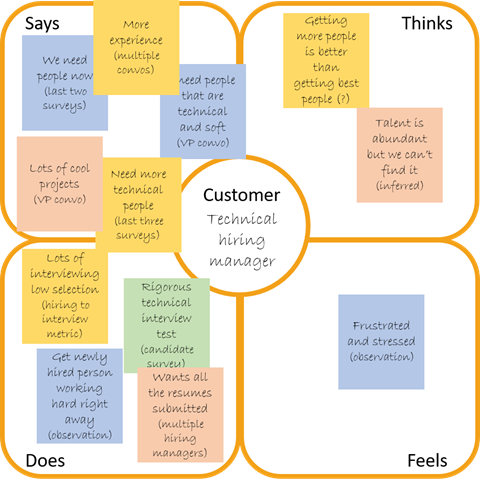 Says
More
experience
(multiple
convos)
We need
people now
(last two
surveys)
need people
that are
technical
and soft
(VP convo)
Lots of cool
projects
(VP convo)
Need more
technical
people
(last three
surveys)
Thinks
Getting
more people
is better
than
getting best
people (?)
Talent is
abundant
but we can't
find it
(inferred)
Customer
Technical
hiring
manager
Lots of
interviewing
low selection
(hiring to
interview
metric)
Rigorous
technical
interview
test
(candidate
survey)
Get newly
hired person
working
hard right
away
(observation)
Wants all
the resumes
submitted
(multiple
hiring
managers)
Does
Frustrated
and stressed
(observation)
Feels